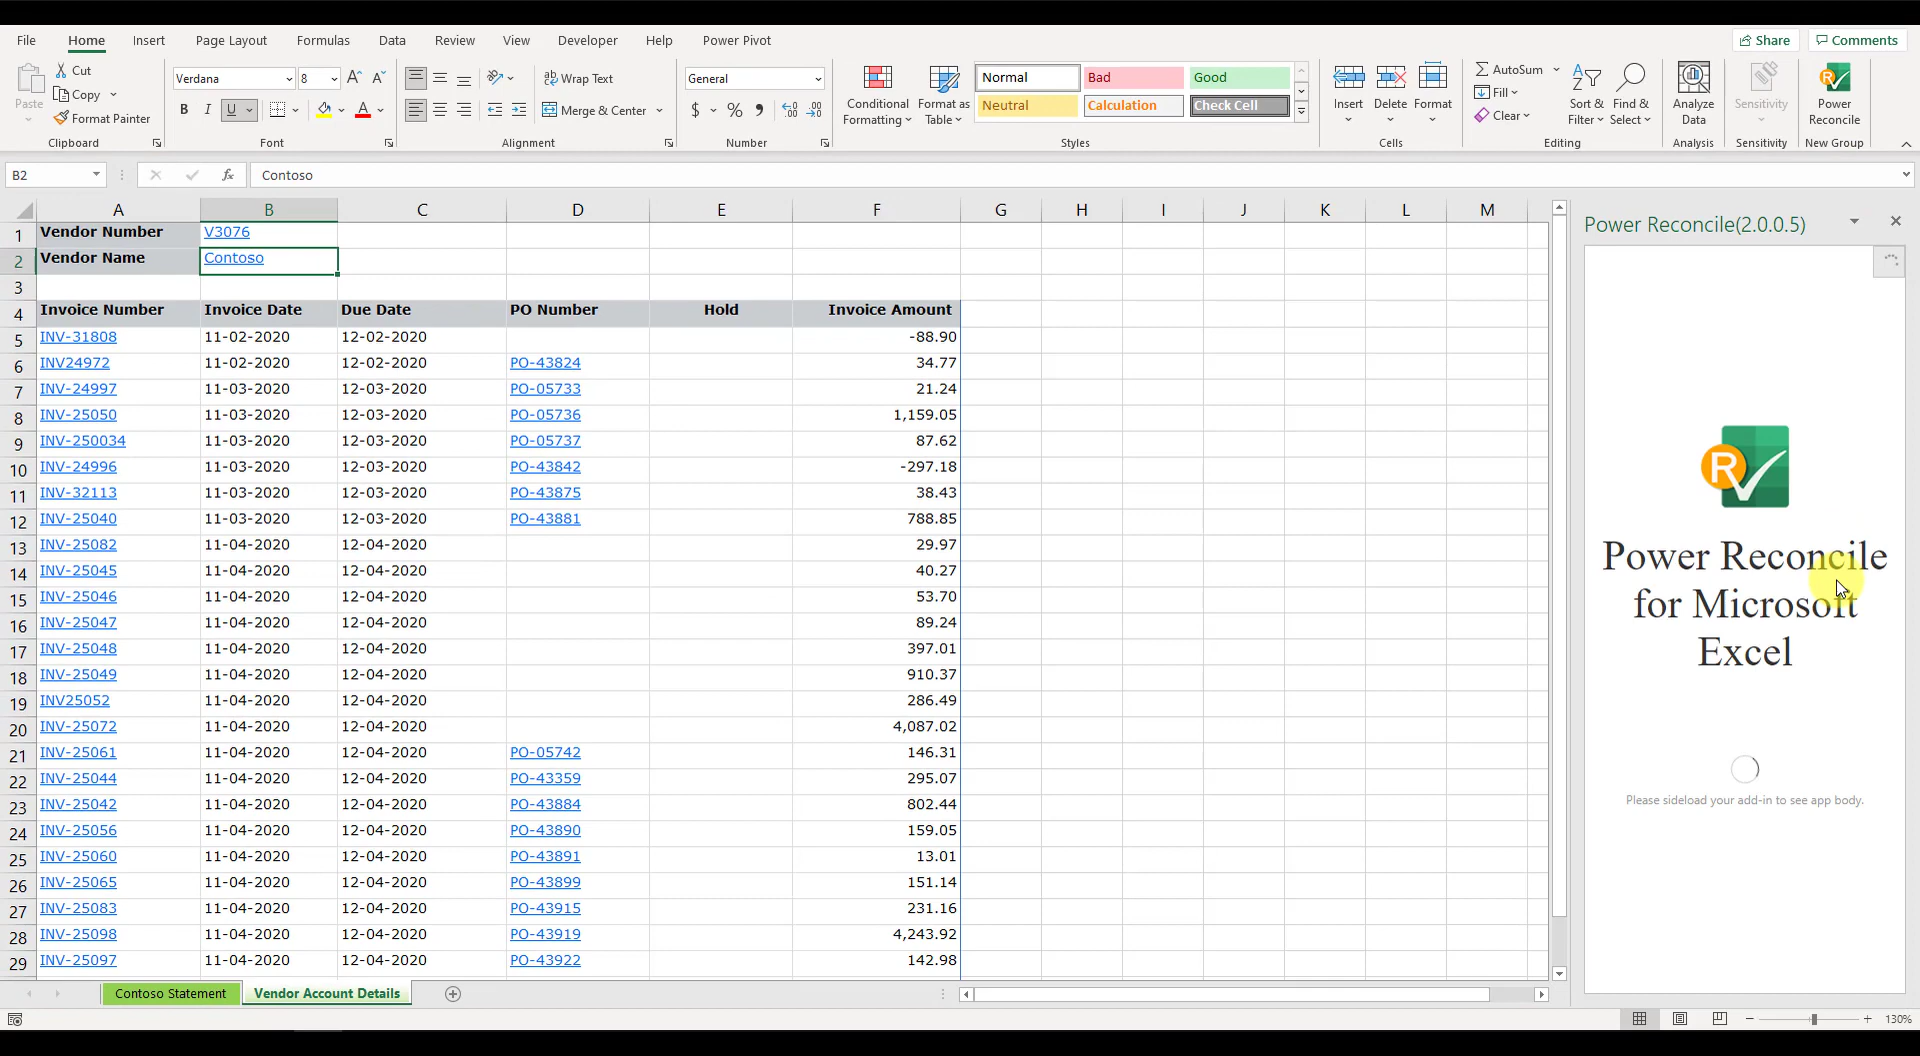 File Home Insert Page Layout Formulas Data Review View Developer Help Power Pivot Share Comments
Paste Cut Copy Format Painter
Verdana 8
B I U A
Wrap Text
Merge & Center
General
$ %
Conditional Formatting
Format as Table
Normal Bad Good
Neutral Calculation Check Cell
Insert Delete Format
AutoSum
Fill
Clear
Sort & Filter
Find & Select
Analyze Data
Sensitivity
Power Reconcile
Clipboard Font Alignment Number Styles Cells Editing Analysis Sensitivity New Group
B2 fx Contoso
A B C D E F G H I J K L M
1 Vendor Number V3076
2 Vendor Name Contoso
3
4 Invoice Number Invoice Date Due Date PO Number Hold Invoice Amount
5 INV-31808 11-02-2020 12-02-2020 -88.90
6 INV24972 11-02-2020 12-02-2020 PO-43824 34.77
7 INV-24997 11-03-2020 12-03-2020 PO-05733 21.24
8 INV-25050 11-03-2020 12-03-2020 PO-05736 1,159.05
9 INV-250034 11-03-2020 12-03-2020 PO-05737 87.62
10 INV-24996 11-03-2020 12-03-2020 PO-43842 -297.18
11 INV-32113 11-03-2020 12-03-2020 PO-43875 38.43
12 INV-25040 11-03-2020 12-03-2020 PO-43881 788.85
13 INV-25082 11-04-2020 12-04-2020 29.97
14 INV-25045 11-04-2020 12-04-2020 40.27
15 INV-25046 11-04-2020 12-04-2020 53.70
16 INV-25047 11-04-2020 12-04-2020 89.24
17 INV-25048 11-04-2020 12-04-2020 397.01
18 INV-25049 11-04-2020 12-04-2020 910.37
19 INV25052 11-04-2020 12-04-2020 286.49
20 INV-25072 11-04-2020 12-04-2020 4,087.02
21 INV-25061 11-04-2020 12-04-2020 PO-05742 146.31
22 INV-25044 11-04-2020 12-04-2020 PO-43359 295.07
23 INV-25042 11-04-2020 12-04-2020 PO-43884 802.44
24 INV-25056 11-04-2020 12-04-2020 PO-43890 159.05
25 INV-25060 11-04-2020 12-04-2020 PO-43891 13.01
26 INV-25065 11-04-2020 12-04-2020 PO-43899 151.14
27 INV-25083 11-04-2020 12-04-2020 PO-43915 231.16
28 INV-25098 11-04-2020 12-04-2020 PO-43919 4,243.92
29 INV-25097 11-04-2020 12-04-2020 PO-43922 142.98
Power Reconcile(2.0.0.5)
R
Power Reconcile
for Microsoft
Excel
Please sideload your add-in to see app body.
Contoso Statement Vendor Account Details
130%